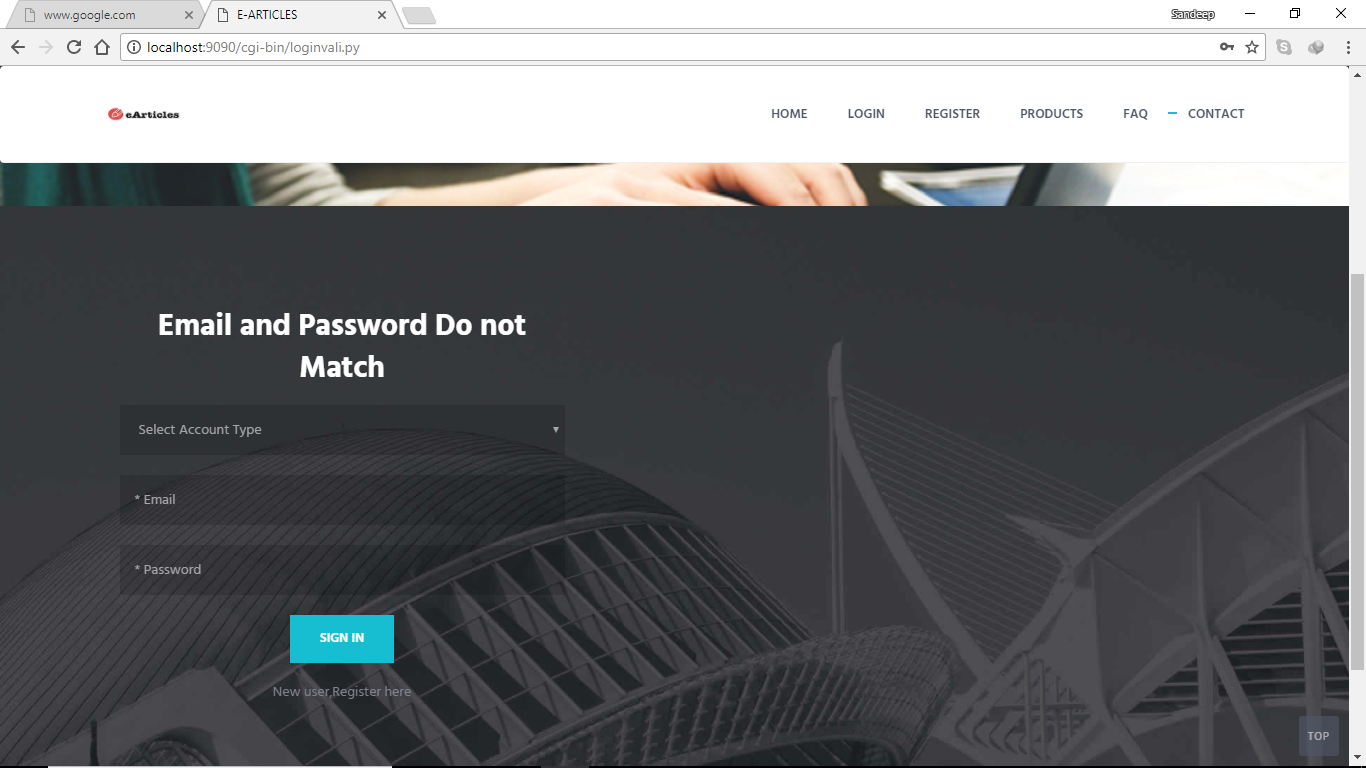 www.google.com
E-ARTICLES
Sandeep
localhost:9090/cgi-bin/loginvali.py
eArticles
HOME
LOGIN
REGISTER
PRODUCTS
FAQ
CONTACT
Email and Password Do not
Match
Select Account Type
* Email
* Password
SIGN IN
New user,Register here
TOP